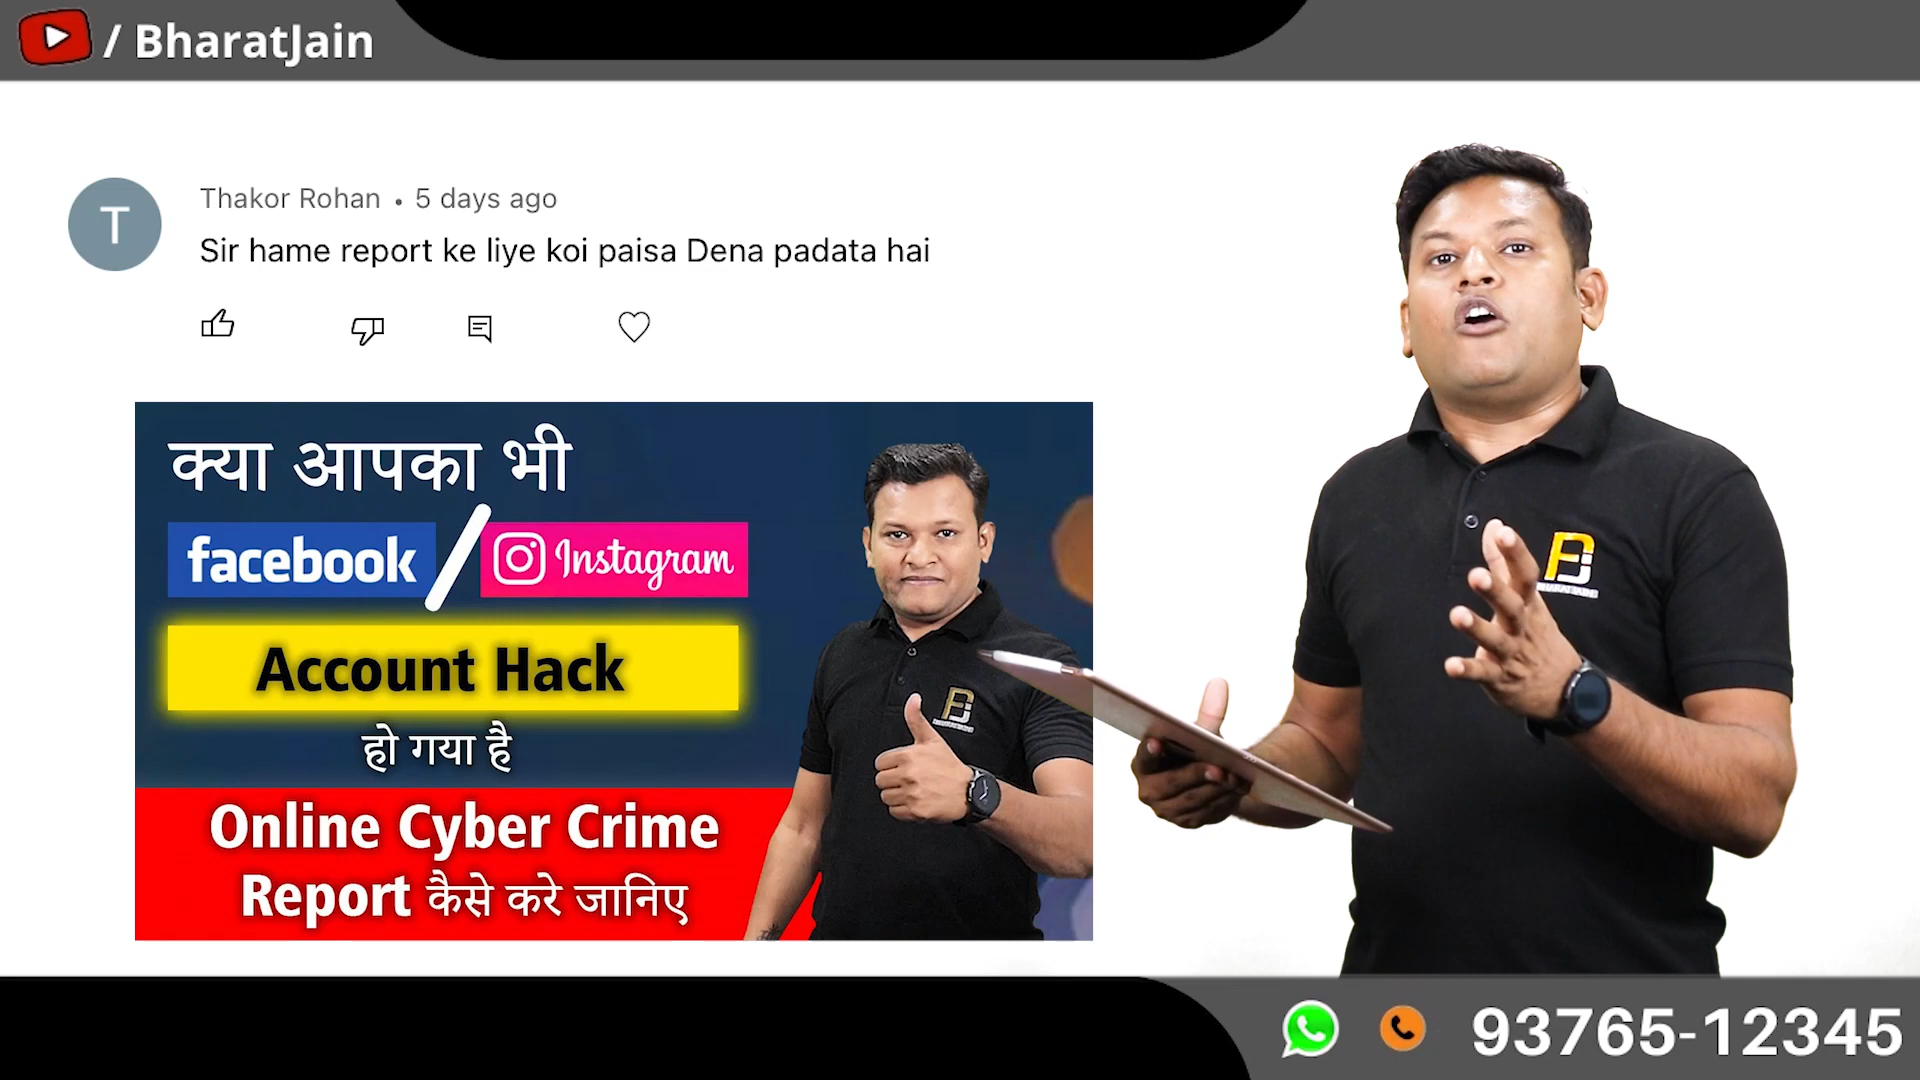 / BharatJain
T
Thakor Rohan • 5 days ago
Sir hame report ke liye koi paisa Dena padata hai
क्या आपका भी
facebook / Instagram
Account Hack
हो गया है
Online Cyber Crime
Report कैसे करे जानिए
93765-12345